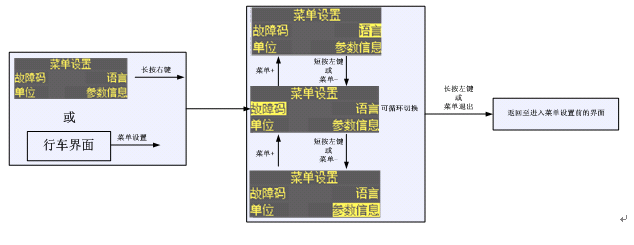 菜单设置
故障码 语言
单位 参数信息
长按右键
或
行车界面
菜单设置
菜单设置
故障码 语言
单位 参数信息
菜单+
短按左键
或
菜单-
菜单设置
故障码 语言
单位 参数信息
可循环切换
菜单+
短按左键
或
菜单-
菜单设置
故障码 语言
单位 参数信息
长按左键
或
菜单退出
返回至进入菜单设置前的界面